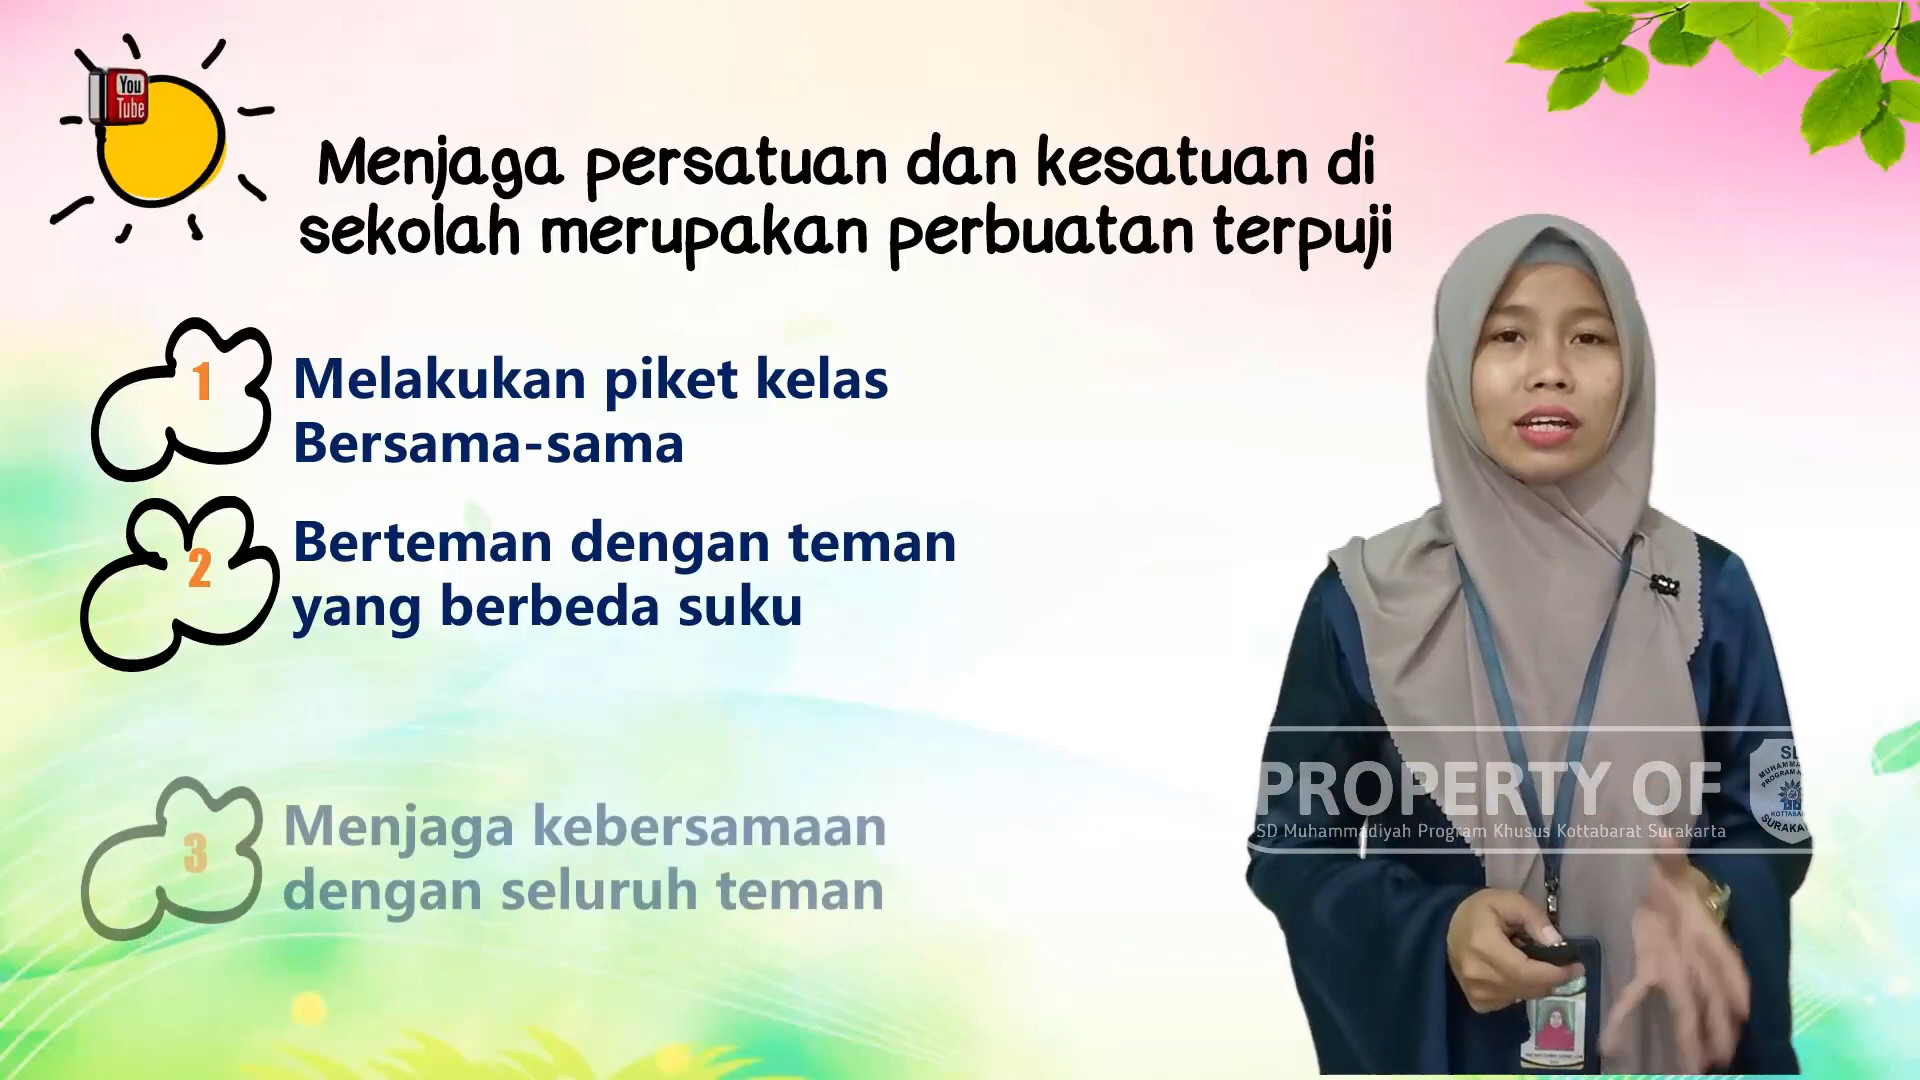 You
Tube
Menjaga persatuan dan kesatuan di
sekolah merupakan perbuatan terpuji
1
Melakukan piket kelas
Bersama-sama
2
Berteman dengan teman
yang berbeda suku
3
Menjaga kebersamaan
dengan seluruh teman
PROPERTY OF
SD Muhammadiyah Program Khusus Kottabarat Surakarta